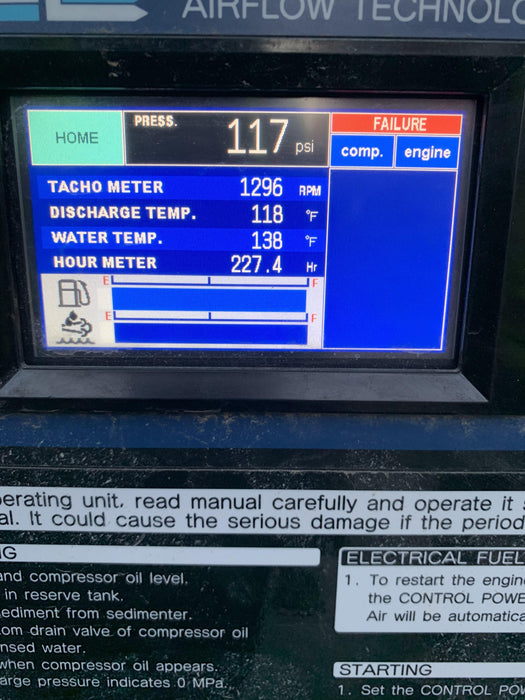 AIRFLOW TECHNOLO
HOME
PRESS. 117 psi
FAILURE
comp. engine
TACHO METER 1296 RPM
DISCHARGE TEMP. 118 °F
WATER TEMP. 138 °F
HOUR METER 227.4 Hr
E F
E F
erating unit, read manual carefully and operate it
al. It could cause the serious damage if the period
G
and compressor oil level.
in reserve tank.
ediment from sedimenter.
om drain valve of compressor oil
nsed water.
when compressor oil appears.
arge pressure indicates 0 MPa.
ELECTRICAL FUEL
1. To restart the engin
the CONTROL POWE
Air will be automatica
STARTING
1. Set the CONTROL POW